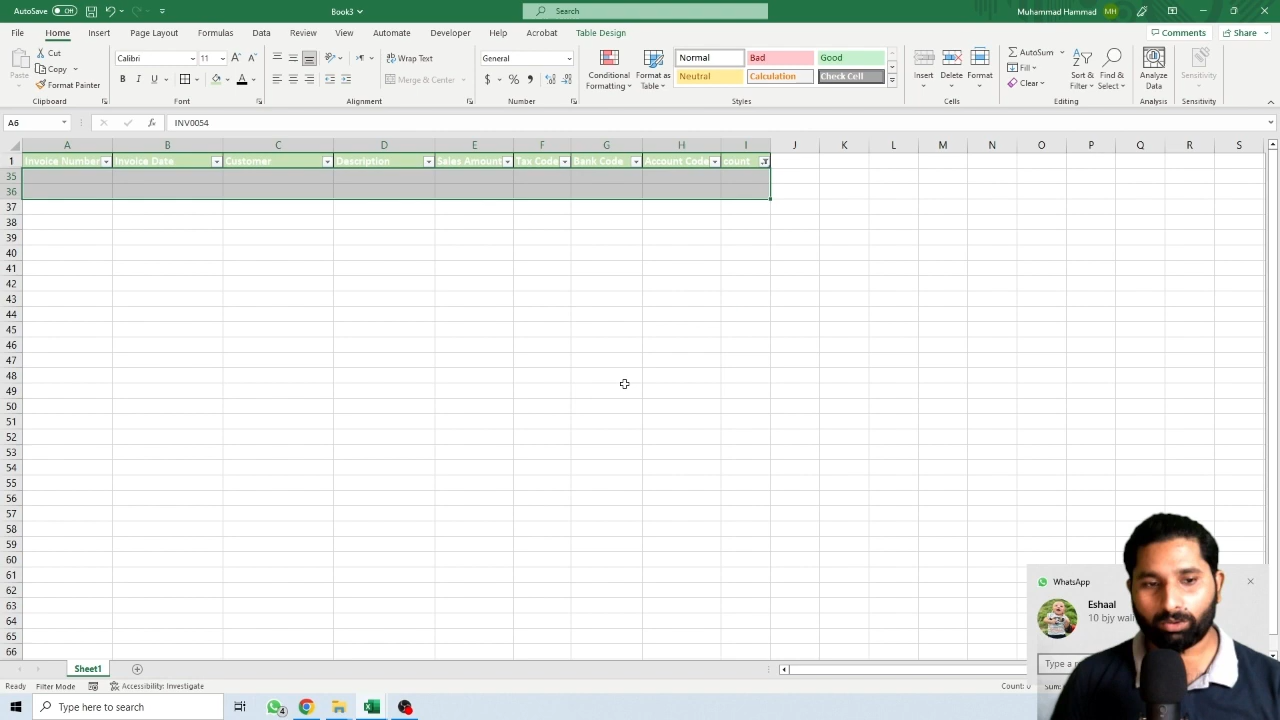 AutoSave Off Book3 Search Muhammad Hammad MH
File Home Insert Page Layout Formulas Data Review View Automate Developer Help Acrobat Table Design Comments Share
Paste Cut Copy Format Painter Clipboard
Calibri 11 B I U Font
Wrap Text Merge & Center Alignment
General $ % Number
Conditional Formatting Format as Table Normal Bad Good Neutral Calculation Check Cell Styles
Insert Delete Format Cells
AutoSum Fill Clear Sort & Filter Find & Select Editing
Analyze Data Analysis Sensitivity Sensitivity
A6 fx INV0054
A B C D E F G H I J K L M N O P Q R S
1 Invoice Number Invoice Date Customer Description Sales Amount Tax Code Bank Code Account Code count
35
36
37
38
39
40
41
42
43
44
45
46
47
48
49
50
51
52
53
54
55
56
57
58
59
60
61
62
63
64
65
66
WhatsApp
Eshaal
10 bjy
Type a
Sheet1
Ready Filter Mode Accessibility: Investigate Count:
Type here to search 4